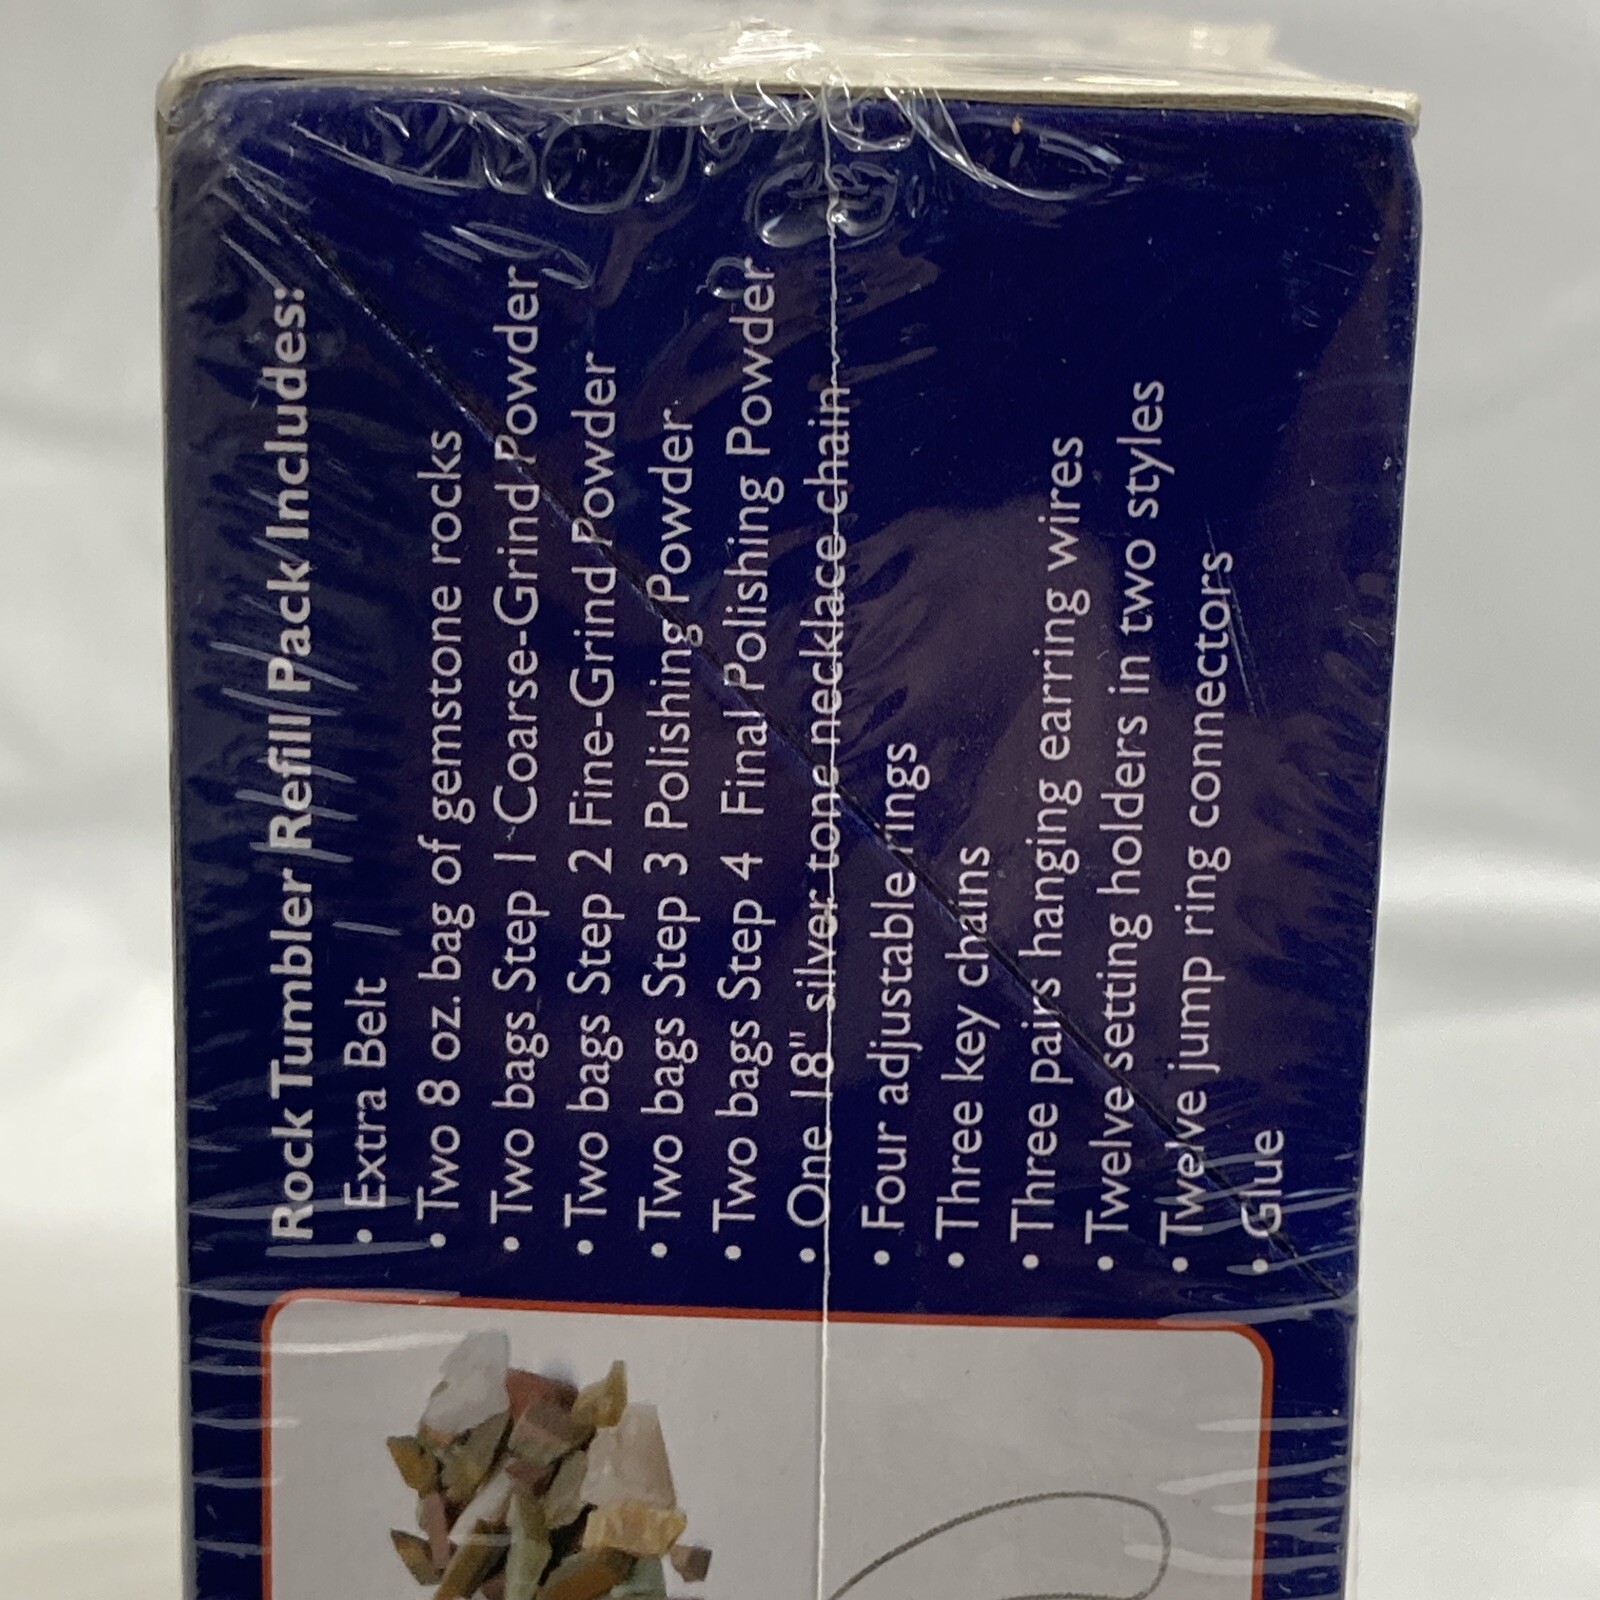 Rock Tumbler Refill Pack Includes:
• Extra Belt
• Two 8 oz. bag of gemstone rocks
• Two bags Step 1 Coarse-Grind Powder
• Two bags Step 2 Fine-Grind Powder
• Two bags Step 3 Polishing Powder
• Two bags Step 4 Final Polishing Powder
• One 18" silver tone necklace chain
• Four adjustable rings
• Three key chains
• Three pairs hanging earring wires
• Twelve setting holders in two styles
• Twelve jump ring connectors
• Glue